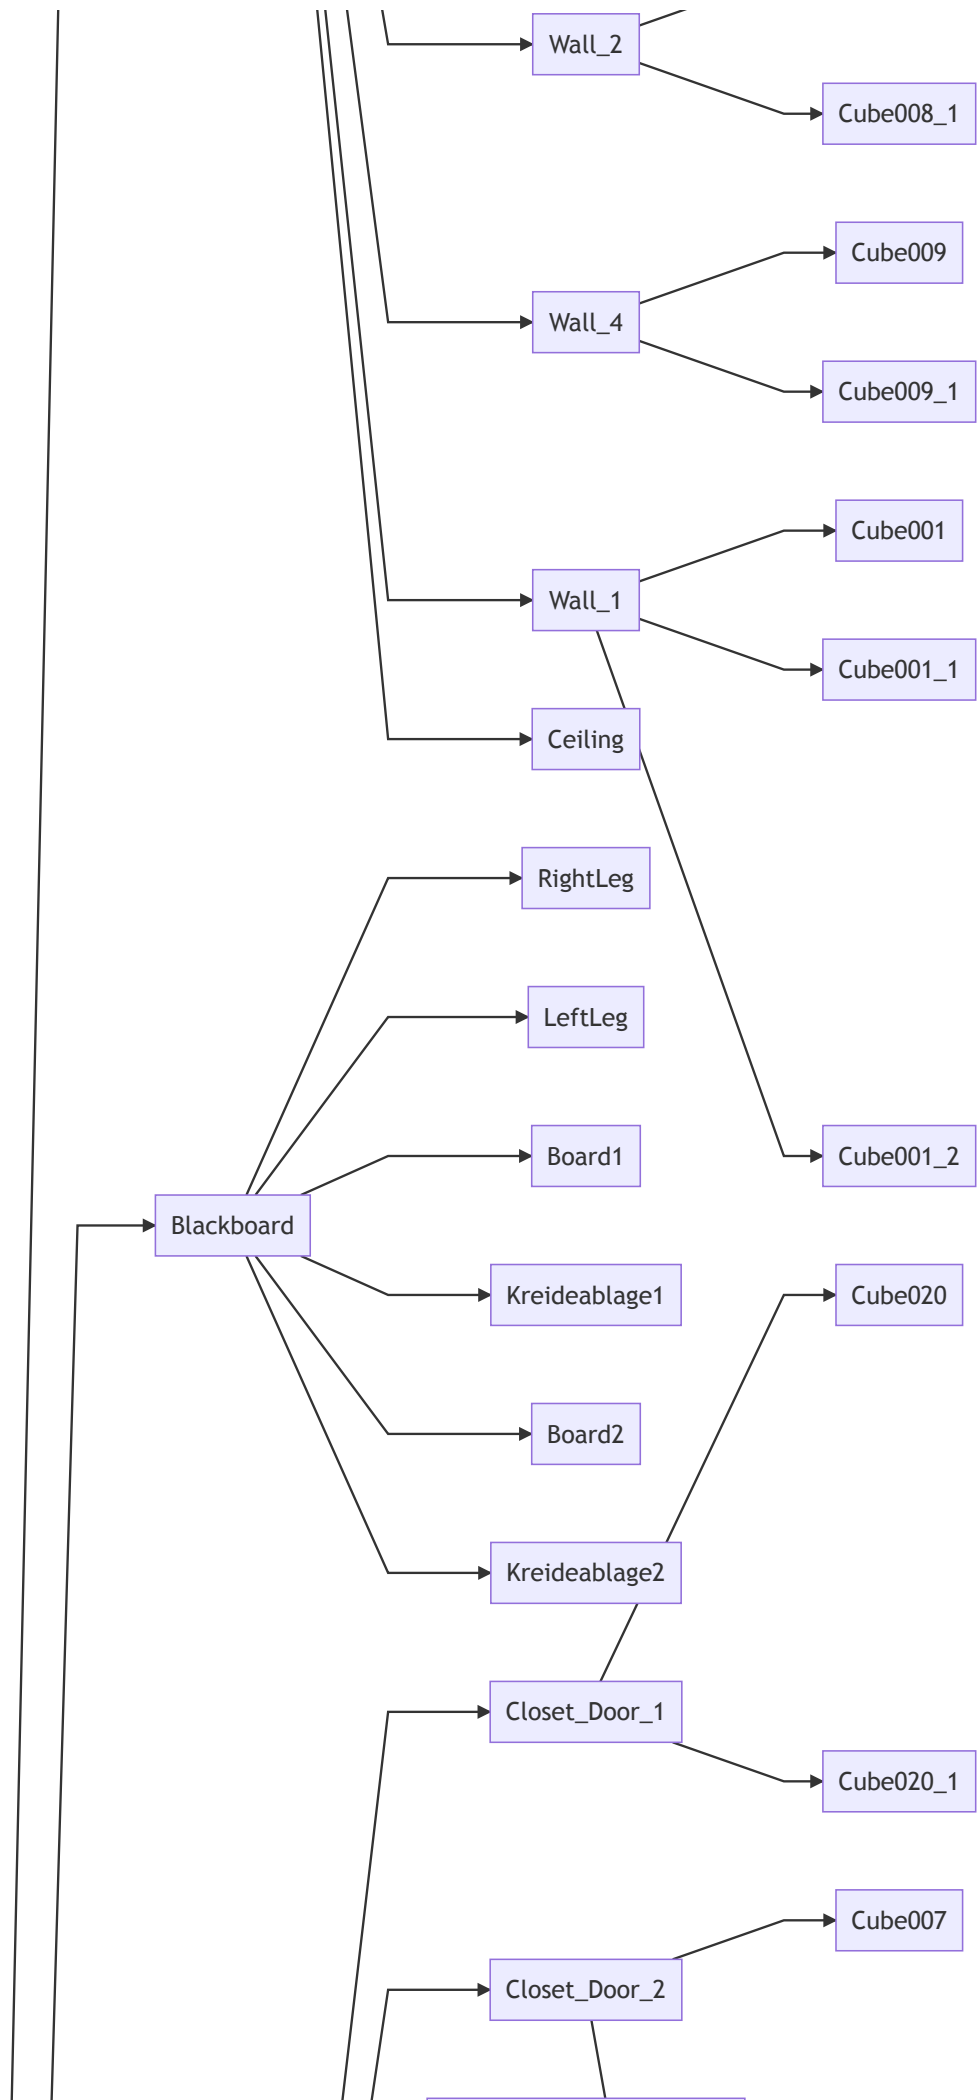 Wall_2
Cube008_1
Cube009
Wall_4
Cube009_1
Cube001
Wall_1
Cube001_1
Ceiling
RightLeg
LeftLeg
Board1
Cube001_2
Blackboard
Kreideablage1
Cube020
Board2
Kreideablage2
Closet_Door_1
Cube020_1
Cube007
Closet_Door_2